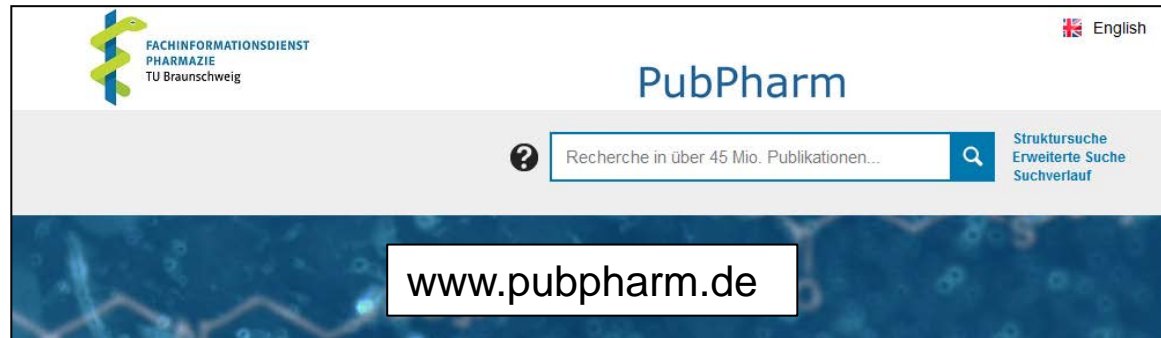 FACHINFORMATIONSDIENST
PHARMAZIE
TU Braunschweig
English
PubPharm
?
Recherche in über 45 Mio. Publikationen...
Struktursuche
Erweiterte Suche
Suchverlauf
S
www.pubpharm.de